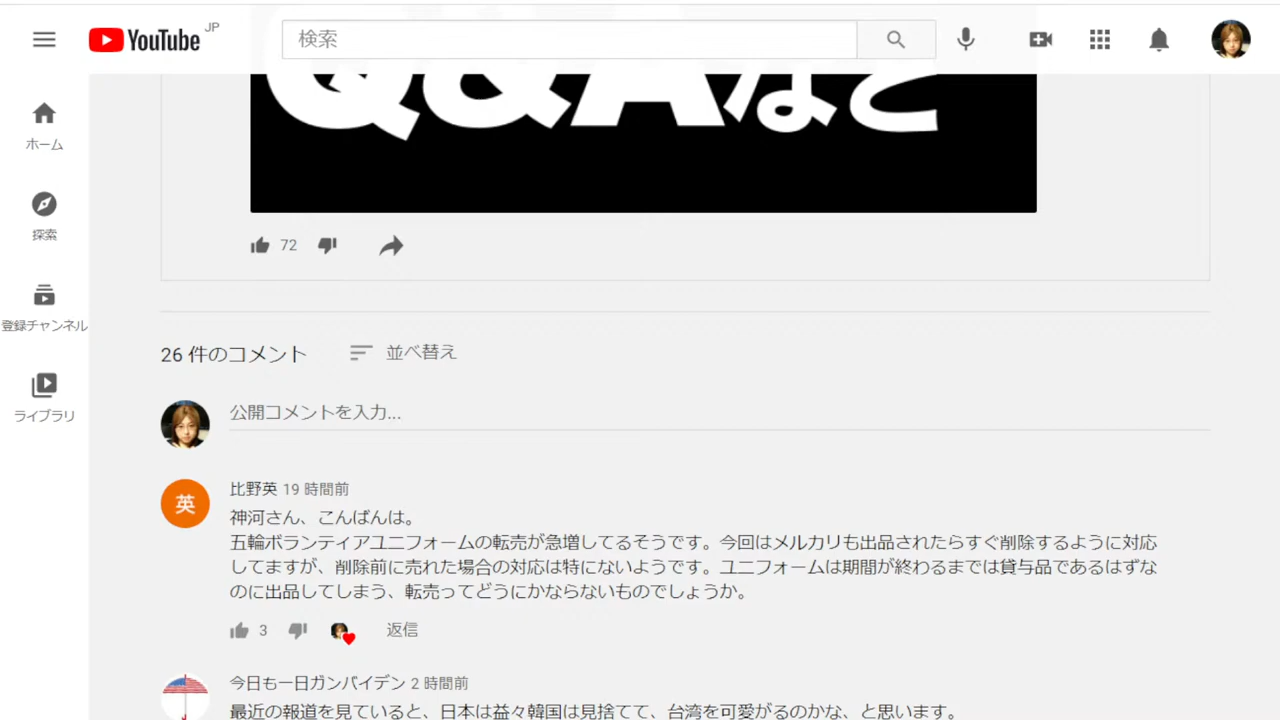 YouTube JP
検索
Q&Aなど
ホーム
探索
登録チャンネル
ライブラリ
72
26 件のコメント
並べ替え
公開コメントを入力...
英
比野英 19 時間前
神河さん、こんばんは。
五輪ボランティアユニフォームの転売が急増してるそうです。今回はメルカリも出品されたらすぐ削除するように対応
してますが、削除前に売れた場合の対応は特にないようです。ユニフォームは期間が終わるまでは貸与品であるはずな
のに出品してしまう、転売ってどうにかならないものでしょうか。
3
返信
今日も一日ガンバイデン 2 時間前
最近の報道を見ていると、日本は益々韓国は見捨てて、台湾を可愛がるのかな、と思います。